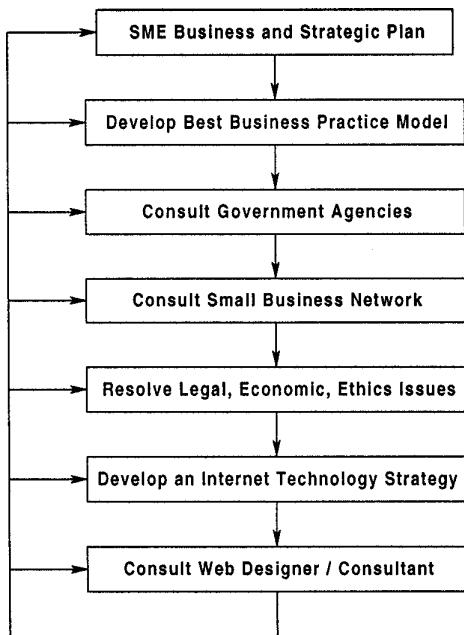 SME Business and Strategic Plan
Develop Best Business Practice Model
Consult Government Agencies
Consult Small Business Network
Resolve Legal, Economic, Ethics Issues
Develop an Internet Technology Strategy
Consult Web Designer / Consultant